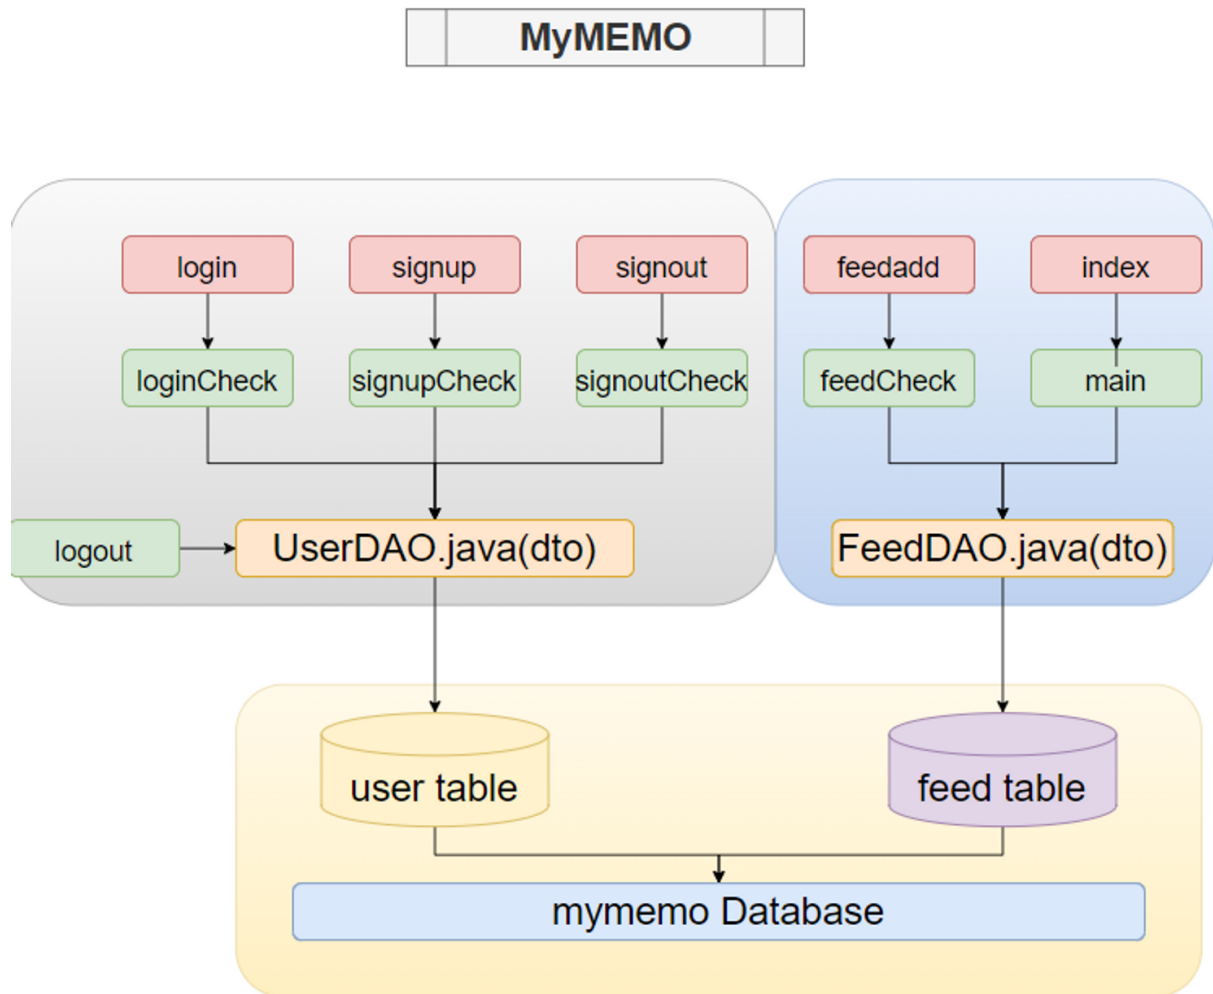 MyMEMO
login
signup
signout
feedadd
index
loginCheck
signupCheck
signoutCheck
feedCheck
main
logout
UserDAO.java(dto)
FeedDAO.java(dto)
user table
feed table
mymemo Database